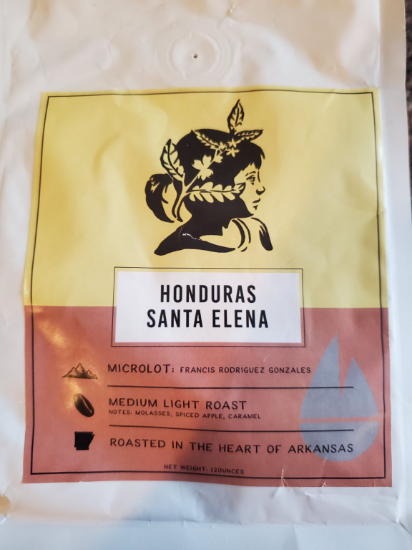 HONDURAS
SANTA ELENA
MICROLOT: FRANCIS RODRIGUEZ GONZALES
MEDIUM LIGHT ROAST
NOTES: MOLASSES, SPICED APPLE, CARAMEL
ROASTED IN THE HEART OF ARKANSAS
NET WEIGHT: 12OUNCES